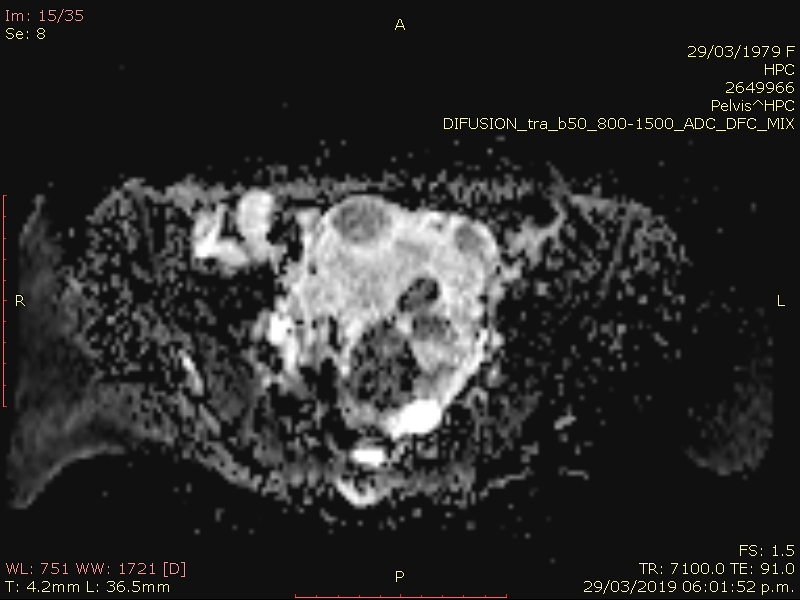 Im: 15/35
Se: 8
A
29/03/1979 F
HPC
2649966
Pelvis^HPC
DIFUSION_tra_b50_800-1500_ADC_DFC_MIX
R
L
WL: 751 WW: 1721 [D]
T: 4.2mm L: 36.5mm
P
FS: 1.5
TR: 7100.0 TE: 91.0
29/03/2019 06:01:52 p.m.